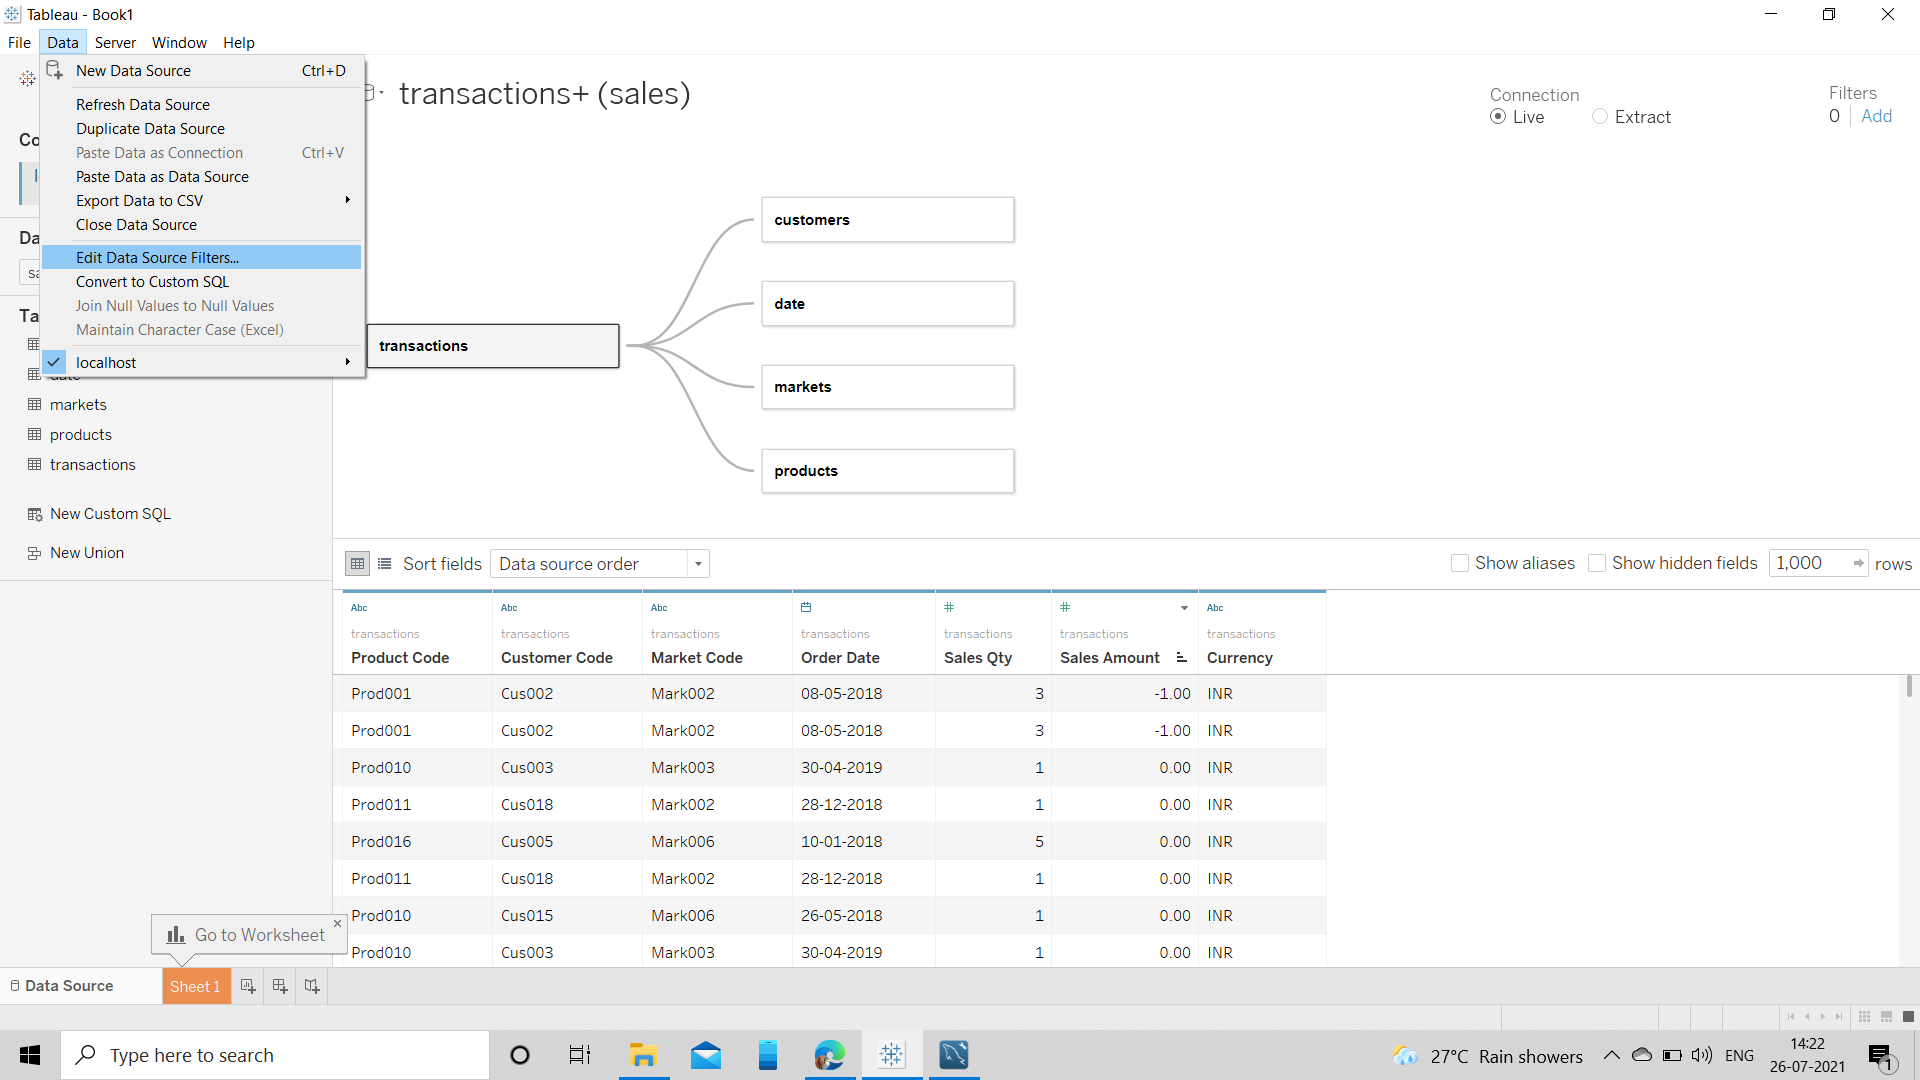 Tableau - Book1
File Data Server Window Help
New Data Source Ctrl+D
Refresh Data Source
Duplicate Data Source
Paste Data as Connection Ctrl+V
Paste Data as Data Source
Export Data to CSV
Close Data Source
Edit Data Source Filters...
Convert to Custom SQL
Join Null Values to Null Values
Maintain Character Case (Excel)
localhost
Co
Da
sa
Ta
date
markets
products
transactions
New Custom SQL
New Union
transactions+ (sales)
Connection
Live Extract
Filters
0 Add
transactions
customers
date
markets
products
Sort fields Data source order Show aliases Show hidden fields 1,000 rows
Abc Abc Abc # # Abc
transactions transactions transactions transactions transactions transactions transactions
Product Code Customer Code Market Code Order Date Sales Qty Sales Amount Currency
Prod001 Cus002 Mark002 08-05-2018 3 -1.00 INR
Prod001 Cus002 Mark002 08-05-2018 3 -1.00 INR
Prod010 Cus003 Mark003 30-04-2019 1 0.00 INR
Prod011 Cus018 Mark002 28-12-2018 1 0.00 INR
Prod016 Cus005 Mark006 10-01-2018 5 0.00 INR
Prod011 Cus018 Mark002 28-12-2018 1 0.00 INR
Prod010 Cus015 Mark006 26-05-2018 1 0.00 INR
Prod010 Cus003 Mark003 30-04-2019 1 0.00 INR
Go to Worksheet
Data Source Sheet 1
Type here to search
27°C Rain showers ENG
14:22
26-07-2021
1